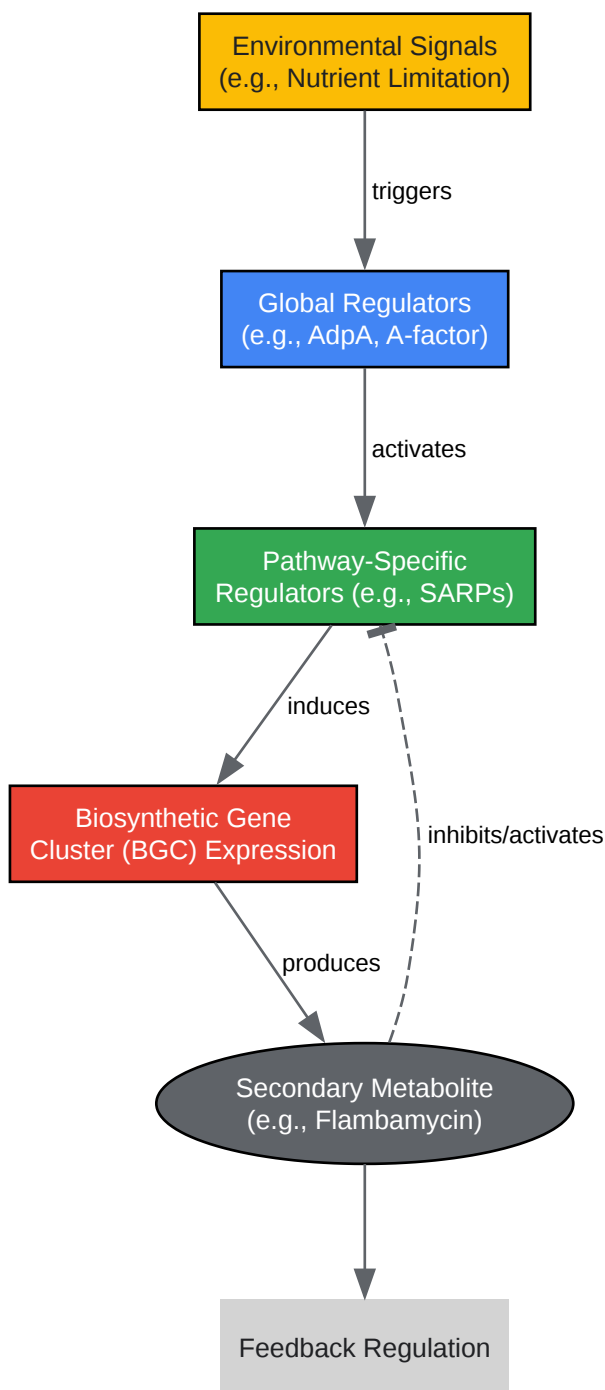 Environmental Signals
(e.g., Nutrient Limitation)
triggers
Global Regulators
(e.g., AdpA, A-factor)
activates
Pathway-Specific
Regulators (e.g., SARPs)
induces
Biosynthetic Gene
Cluster (BGC) Expression
inhibits/activates
produces
Secondary Metabolite
(e.g., Flambamycin)
Feedback Regulation